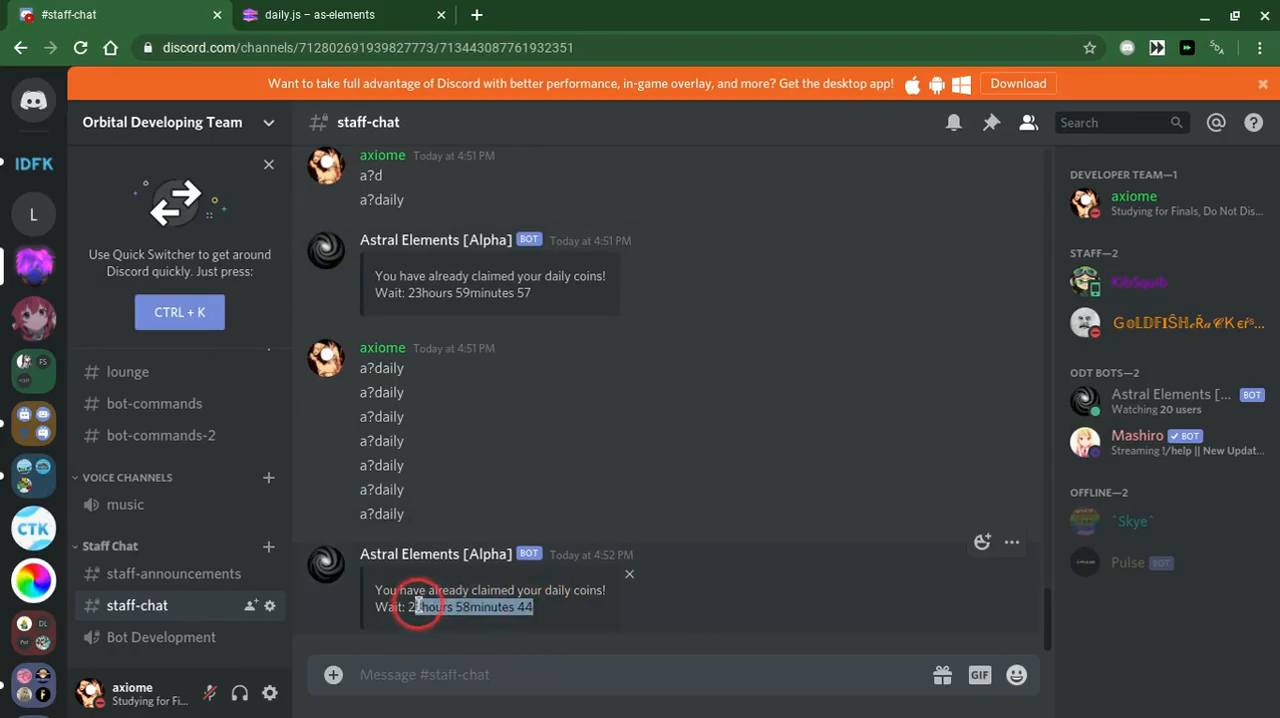 #staff-chat
daily.js – as-elements
discord.com/channels/712802691939827773/713443087761932351
Want to take full advantage of Discord with better performance, in-game overlay, and more? Get the desktop app!
Download
Orbital Developing Team
staff-chat
Search
IDFK
L
CTK
Use Quick Switcher to get around
Discord quickly. Just press:
CTRL + K
lounge
bot-commands
bot-commands-2
VOICE CHANNELS
music
Staff Chat
staff-announcements
staff-chat
Bot Development
axiome
Studying for Fi...
axiome Today at 4:51 PM
a?d
a?daily
Astral Elements [Alpha] BOT Today at 4:51 PM
You have already claimed your daily coins!
Wait: 23hours 59minutes 57
axiome Today at 4:51 PM
a?daily
a?daily
a?daily
a?daily
a?daily
a?daily
a?daily
Astral Elements [Alpha] BOT Today at 4:52 PM
You have already claimed your daily coins!
Wait: 23hours 58minutes 44
Message #staff-chat
GIF
DEVELOPER TEAM—1
axiome
Studying for Finals, Do Not Dis...
STAFF—2
KibSquib
ODT BOTS—2
Astral Elements [... BOT
Watching 20 users
Mashiro BOT
Streaming !/help || New Updat...
OFFLINE—2
ˆSkyeˇ
Pulse BOT